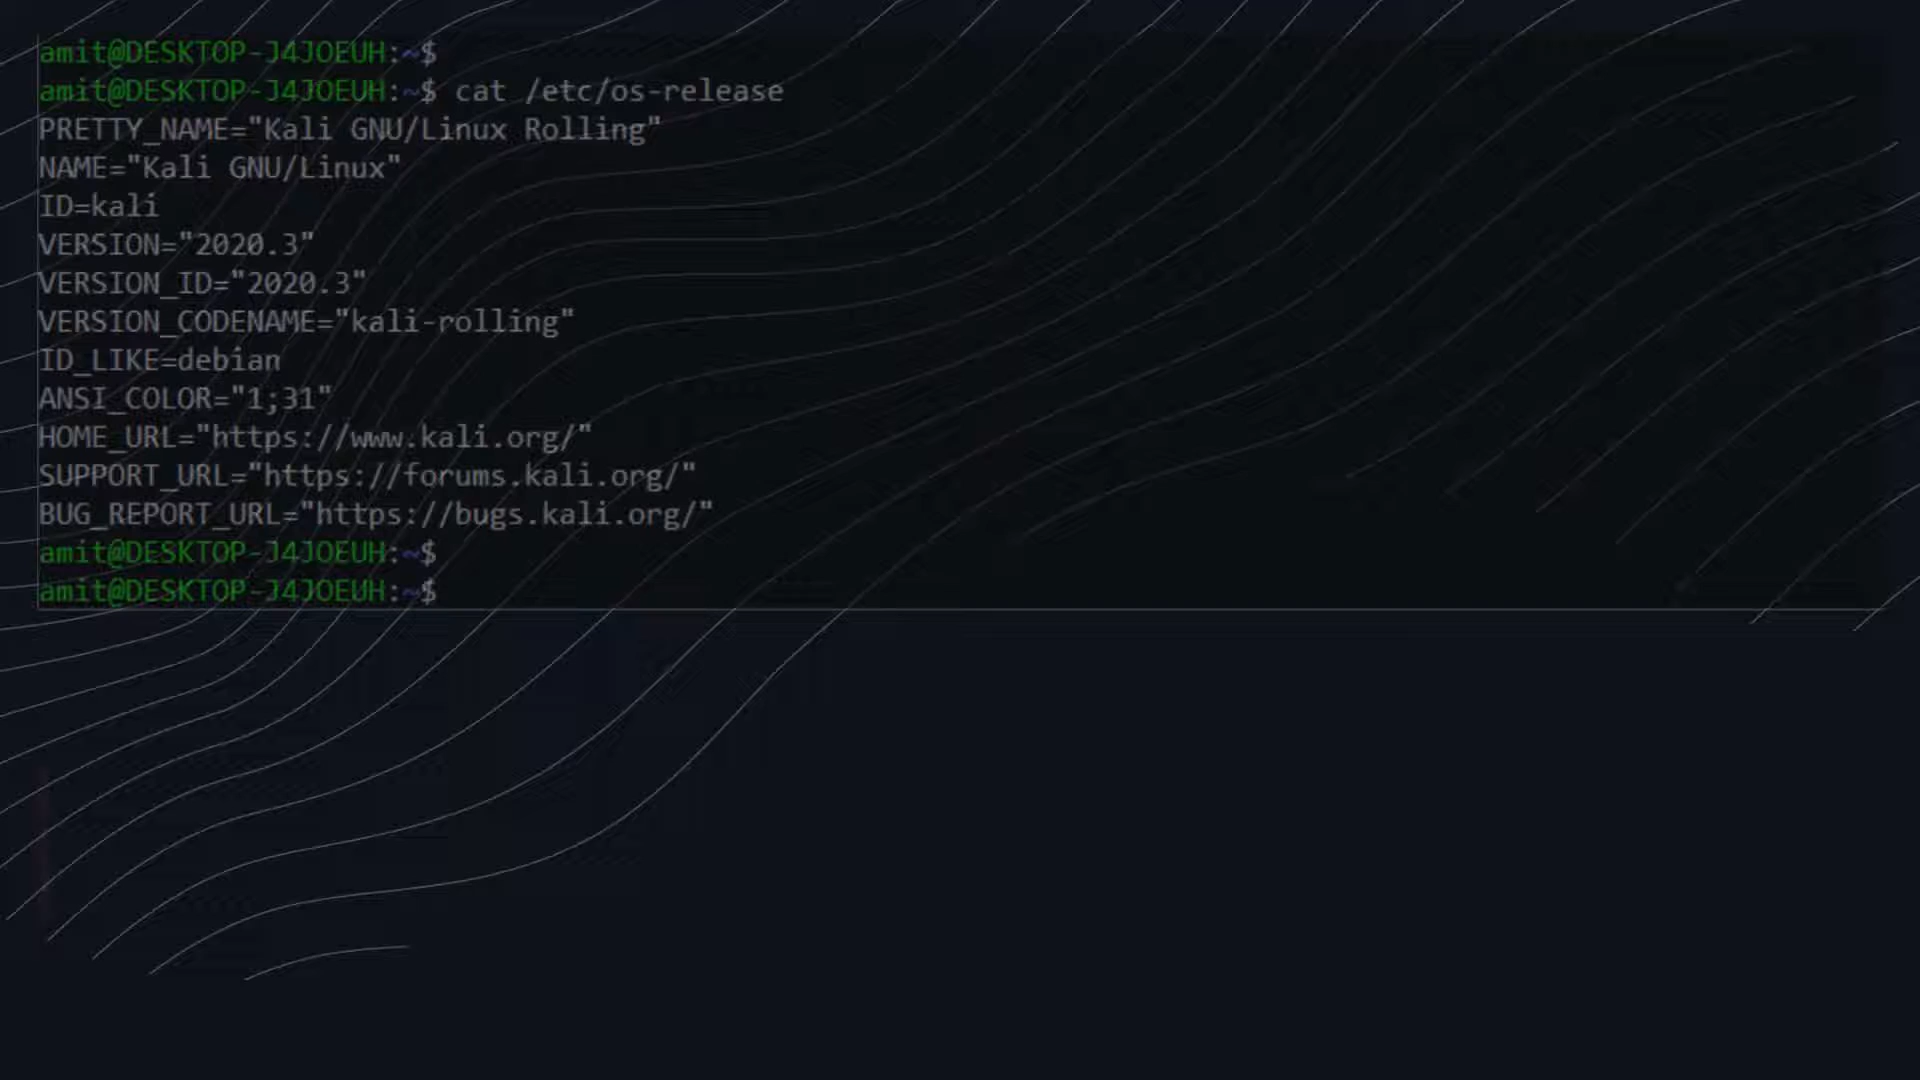 amit@DESKTOP-J4JOEUH:~$
amit@DESKTOP-J4JOEUH:~$ cat /etc/os-release
PRETTY_NAME="Kali GNU/Linux Rolling"
NAME="Kali GNU/Linux"
ID=kali
VERSION="2020.3"
VERSION_ID="2020.3"
VERSION_CODENAME="kali-rolling"
ID_LIKE=debian
ANSI_COLOR="1;31"
HOME_URL="https://www.kali.org/"
SUPPORT_URL="https://forums.kali.org/"
BUG_REPORT_URL="https://bugs.kali.org/"
amit@DESKTOP-J4JOEUH:~$
amit@DESKTOP-J4JOEUH:~$